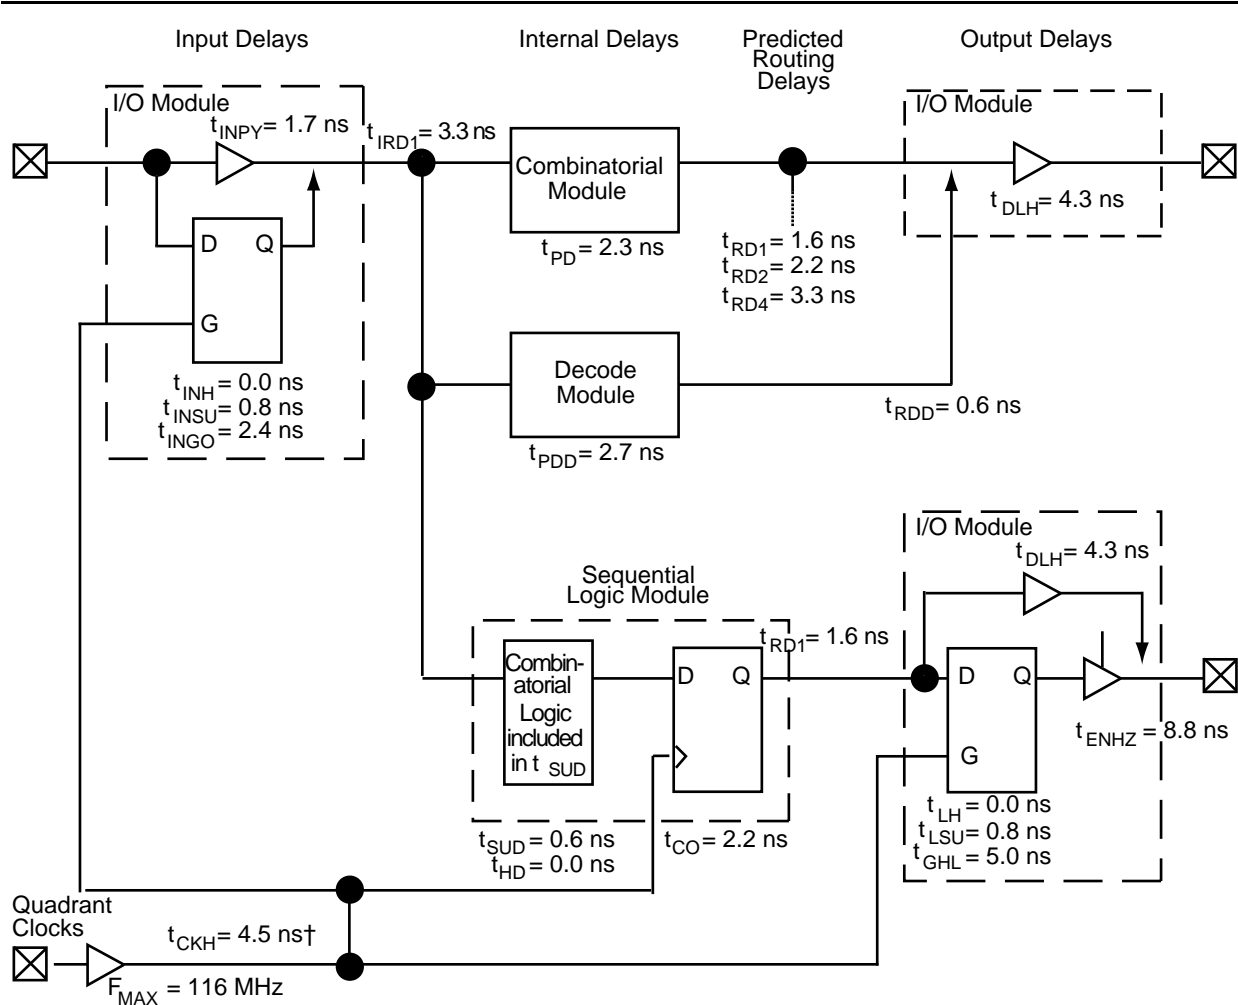 Input Delays
Internal Delays
Predicted
Routing
Delays
Output Delays
I/O Module
tINPY= 1.7 ns
tIRD1= 3.3 ns
Combinatorial
Module
tPD= 2.3 ns
tRD1= 1.6 ns
tRD2= 2.2 ns
tRD4= 3.3 ns
I/O Module
tDLH= 4.3 ns
D
Q
G
tINH= 0.0 ns
tINSU= 0.8 ns
tINGO= 2.4 ns
Decode
Module
tPDD= 2.7 ns
tRDD= 0.6 ns
Sequential
Logic Module
Combin-
atorial
Logic
included
in tSUD
D
Q
tSUD= 0.6 ns
tHD= 0.0 ns
tCO= 2.2 ns
tRD1= 1.6 ns
I/O Module
tDLH= 4.3 ns
D
Q
G
tENHZ = 8.8 ns
tLH= 0.0 ns
tLSU= 0.8 ns
tGHL= 5.0 ns
Quadrant
Clocks
tCKH= 4.5 ns†
FMAX = 116 MHz